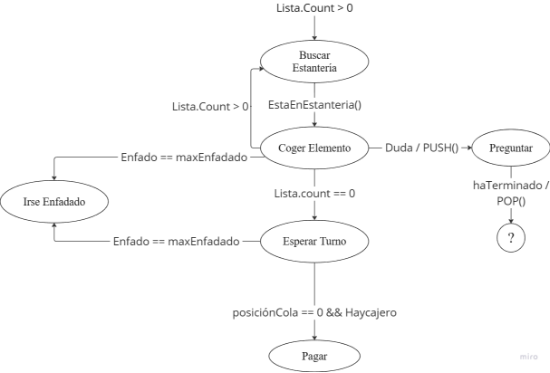 Lista.Count > 0
Buscar
Estanteria
Lista.Count > 0
EstaEnEstanteria()
Enfado == maxEnfadado
Coger Elemento
Duda / PUSH()
Preguntar
Irse Enfadado
Lista.count == 0
haTerminado /
POP()
Enfado == maxEnfadado
Esperar Turno
?
posiciónCola == 0 && Haycajero
Pagar
miro